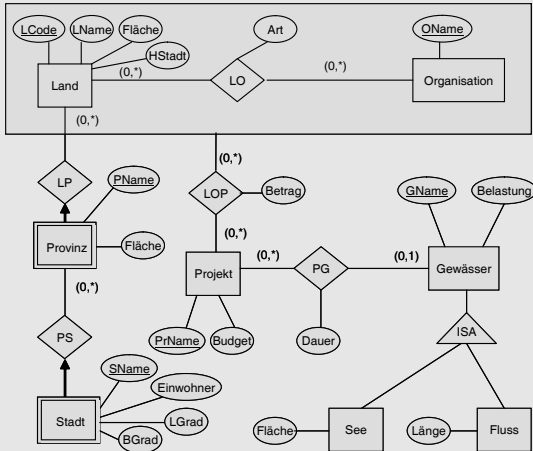 LCode
LName
Fläche
HStadt
Art
OName
Land
(0,*)
LO
(0,*)
Organisation
(0,*)
(0,*)
LP
PName
LOP
Betrag
GName
Belastung
Provinz
Fläche
(0,*)
(0,*)
Projekt
(0,*)
PG
(0,1)
Gewässer
PS
PrName
Budget
Dauer
ISA
SName
Einwohner
Stadt
LGrad
BGrad
Fläche
See
Länge
Fluss